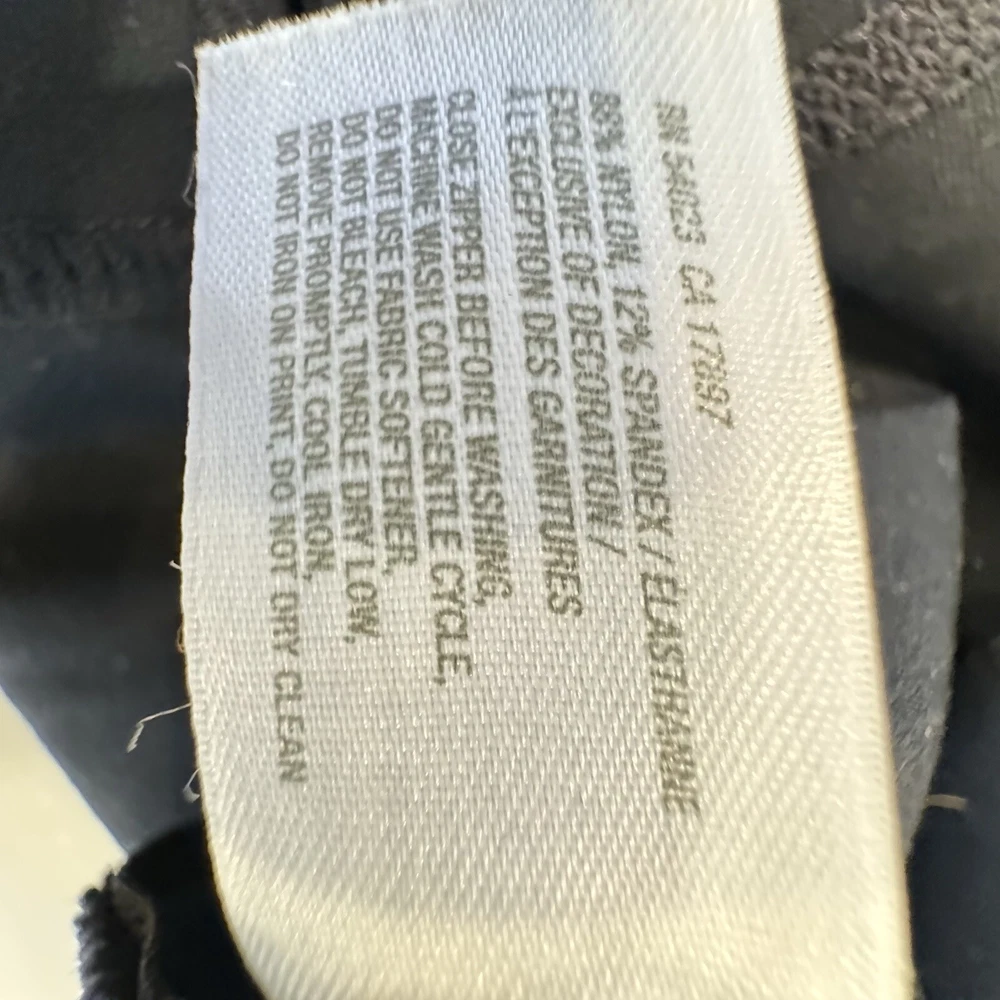 RN 54023 CA 17897
88% NYLON, 12% SPANDEX / ELASTHANNE
EXCLUSIVE OF DECORATION /
À L'EXCEPTION DES GARNITURES
CLOSE ZIPPER BEFORE WASHING,
MACHINE WASH COLD GENTLE CYCLE,
DO NOT USE FABRIC SOFTENER,
DO NOT BLEACH, TUMBLE DRY LOW,
REMOVE PROMPTLY, COOL IRON,
DO NOT IRON ON PRINT, DO NOT DRY CLEAN